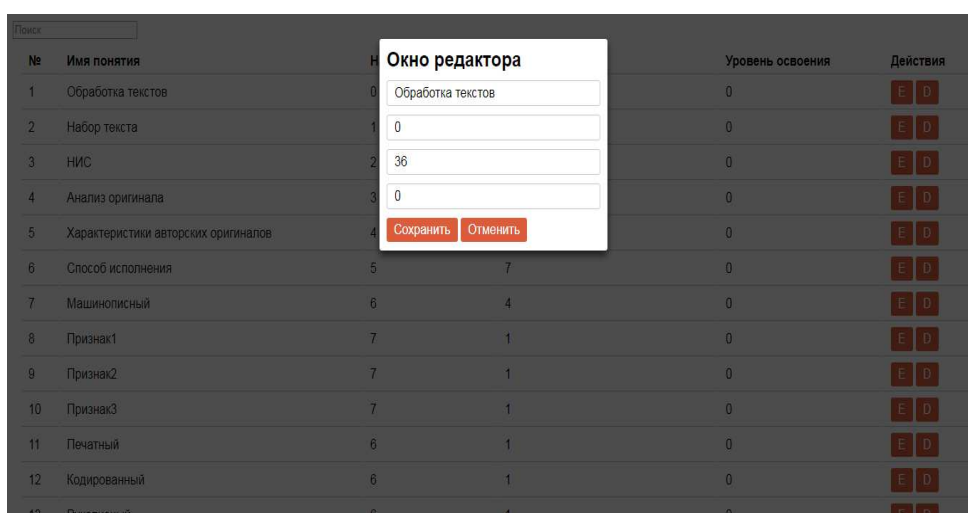 Поиск
№ Имя понятия Н Уровень освоения Действия
Окно редактора
Обработка текстов
0
36
0
Сохранить Отменить
1 Обработка текстов 0 0 E D
2 Набор текста 1 0 E D
3 НИС 2 0 E D
4 Анализ оригинала 3 0 E D
5 Характеристики авторских оригиналов 4 0 E D
6 Способ исполнения 5 7 0 E D
7 Машинописный 6 4 0 E D
8 Признак1 7 1 0 E D
9 Признак2 7 1 0 E D
10 Признак3 7 1 0 E D
11 Печатный 6 1 0 E D
12 Кодированный 6 1 0 E D